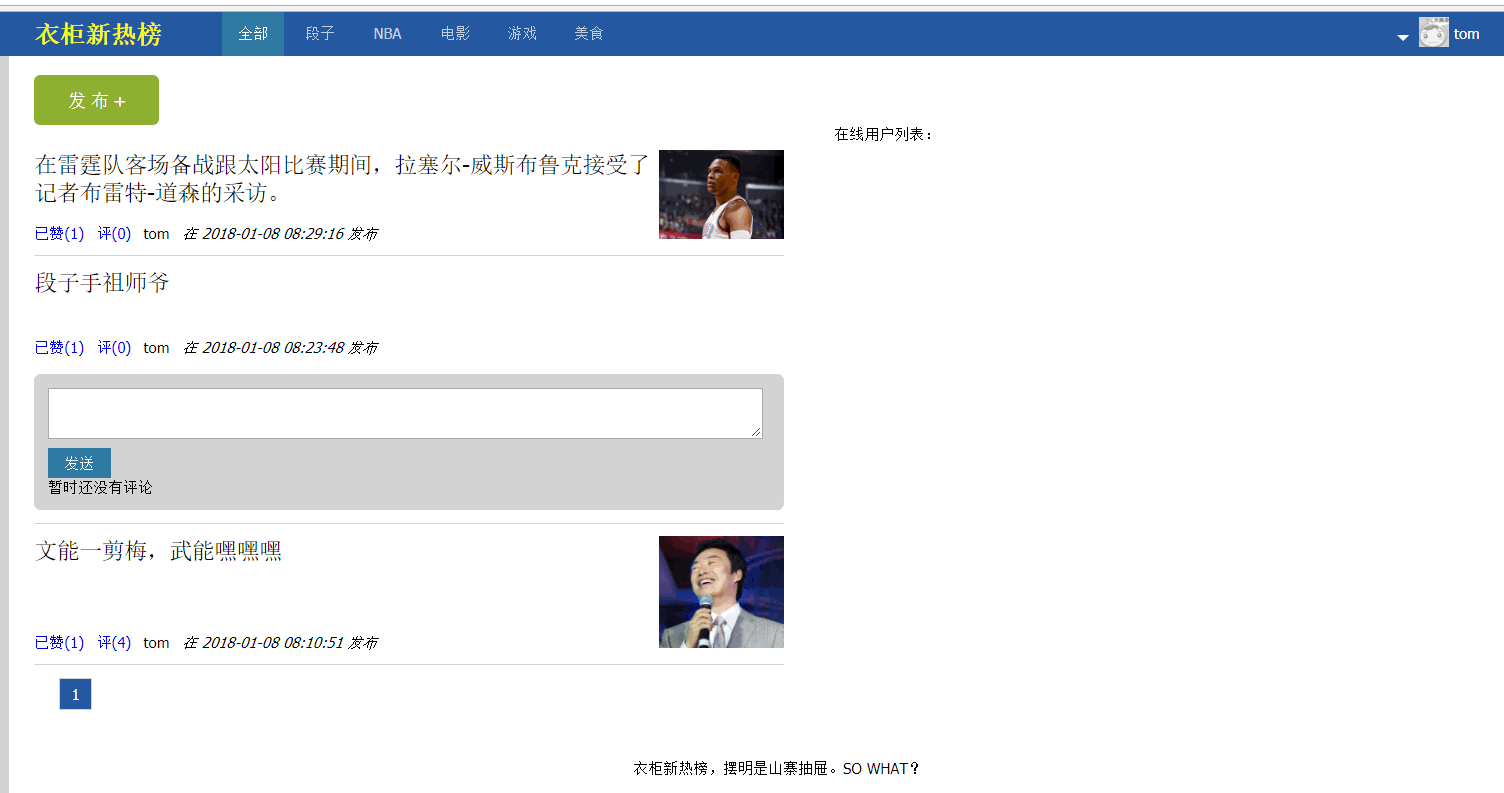 衣柜新热榜 全部 段子 NBA 电影 游戏 美食 tom
发 布 +
在线用户列表:
在雷霆队客场备战跟太阳比赛期间，拉塞尔-威斯布鲁克接受了
记者布雷特-道森的采访。
已赞(1) 评(0) tom 在 2018-01-08 08:29:16 发布
段子手祖师爷
已赞(1) 评(0) tom 在 2018-01-08 08:23:48 发布
发送
暂时还没有评论
文能一剪梅，武能嘿嘿嘿
已赞(1) 评(4) tom 在 2018-01-08 08:10:51 发布
1
衣柜新热榜，摆明是山寨抽屉。SO WHAT？